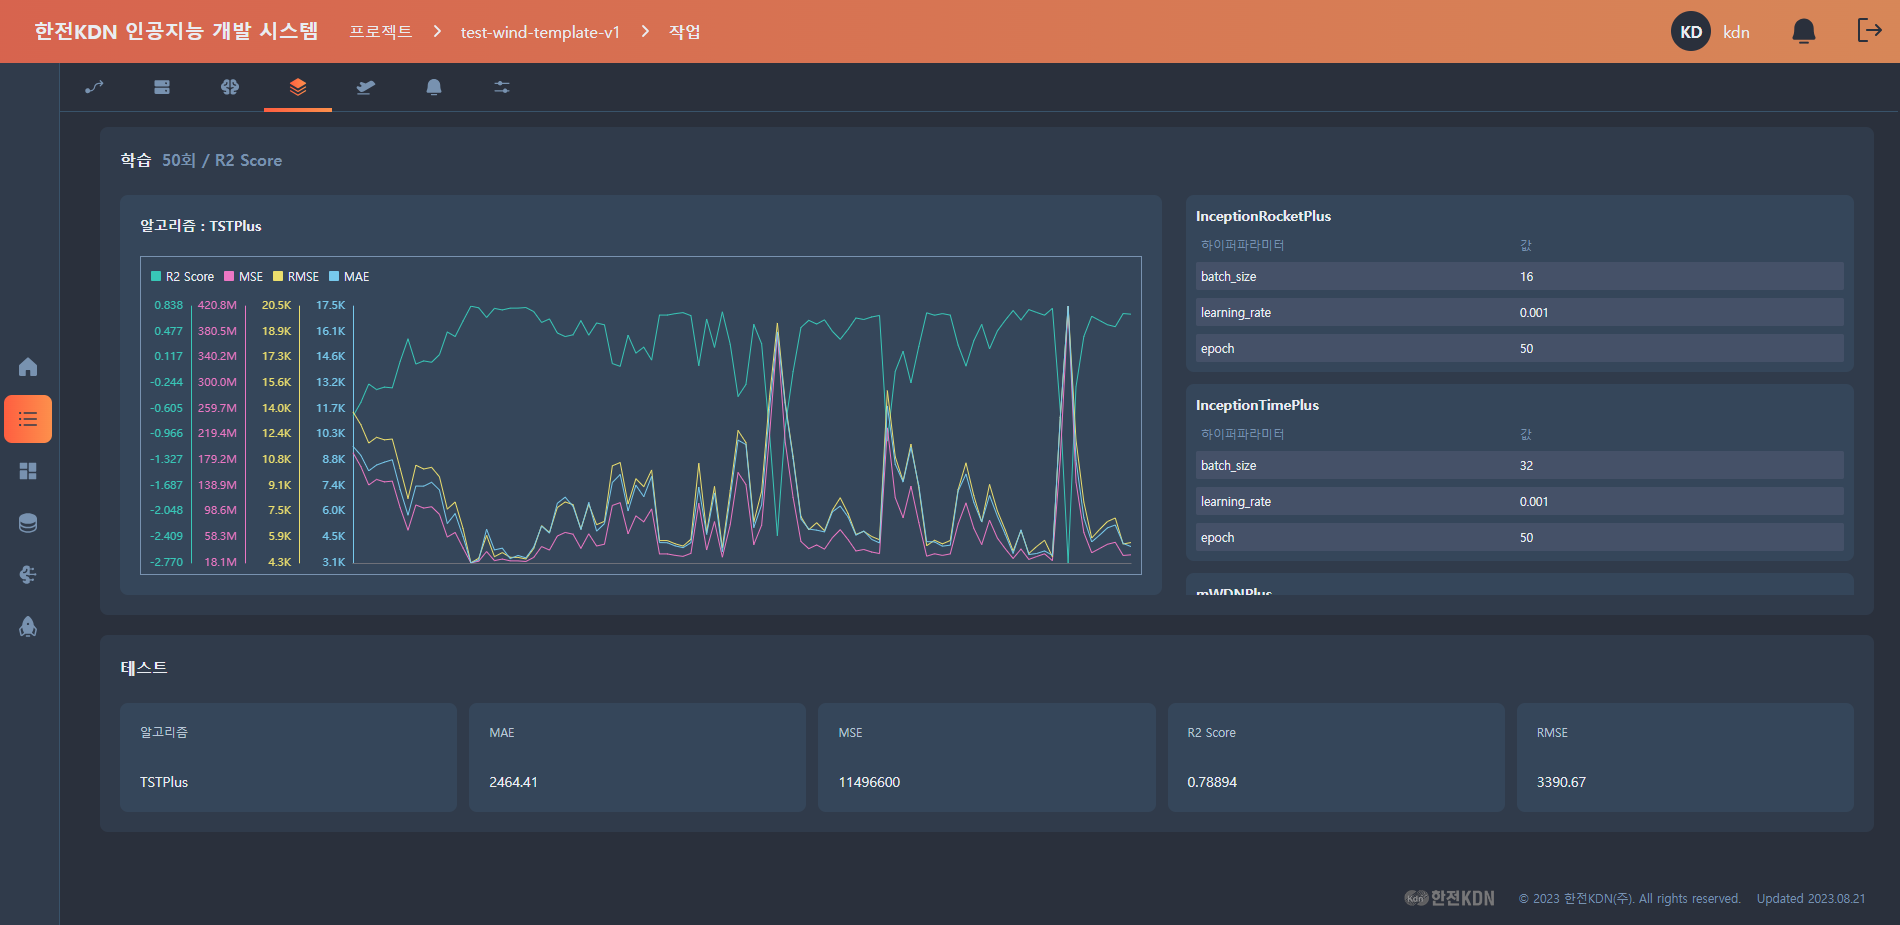 한전KDN 인공지능 개발 시스템 프로젝트 > test-wind-template-v1 > 작업 KD kdn
학습 50회 / R2 Score
알고리즘 : TSTPlus
R2 Score MSE RMSE MAE
0.838 420.8M 20.5K 17.5K
0.477 380.5M 18.9K 16.1K
0.117 340.2M 17.3K 14.6K
-0.244 300.0M 15.6K 13.2K
-0.605 259.7M 14.0K 11.7K
-0.966 219.4M 12.4K 10.3K
-1.327 179.2M 10.8K 8.8K
-1.687 138.9M 9.1K 7.4K
-2.048 98.6M 7.5K 6.0K
-2.409 58.3M 5.9K 4.5K
-2.770 18.1M 4.3K 3.1K
InceptionRocketPlus
하이퍼파라미터 값
batch_size 16
learning_rate 0.001
epoch 50
InceptionTimePlus
하이퍼파라미터 값
batch_size 32
learning_rate 0.001
epoch 50
mWDNPlus
테스트
알고리즘 MAE MSE R2 Score RMSE
TSTPlus 2464.41 11496600 0.78894 3390.67
Kdn 한전KDN © 2023 한전KDN(주). All rights reserved. Updated 2023.08.21